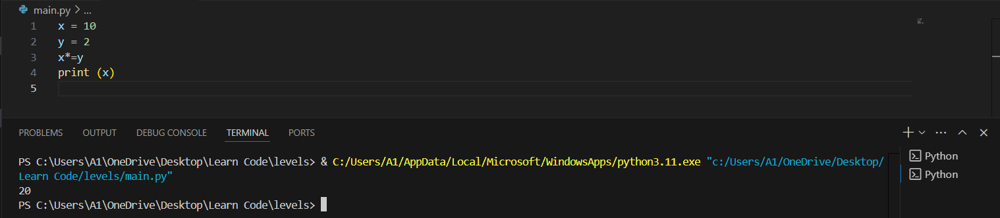 main.py > ...
1 x = 10
2 y = 2
3 x*=y
4 print (x)
5
PROBLEMS OUTPUT DEBUG CONSOLE TERMINAL PORTS
PS C:\Users\A1\OneDrive\Desktop\Learn Code\levels> & C:/Users/A1/AppData/Local/Microsoft/WindowsApps/python3.11.exe "c:/Users/A1/OneDrive/Desktop/
Learn Code/levels/main.py"
20
PS C:\Users\A1\OneDrive\Desktop\Learn Code\levels>
Python
Python